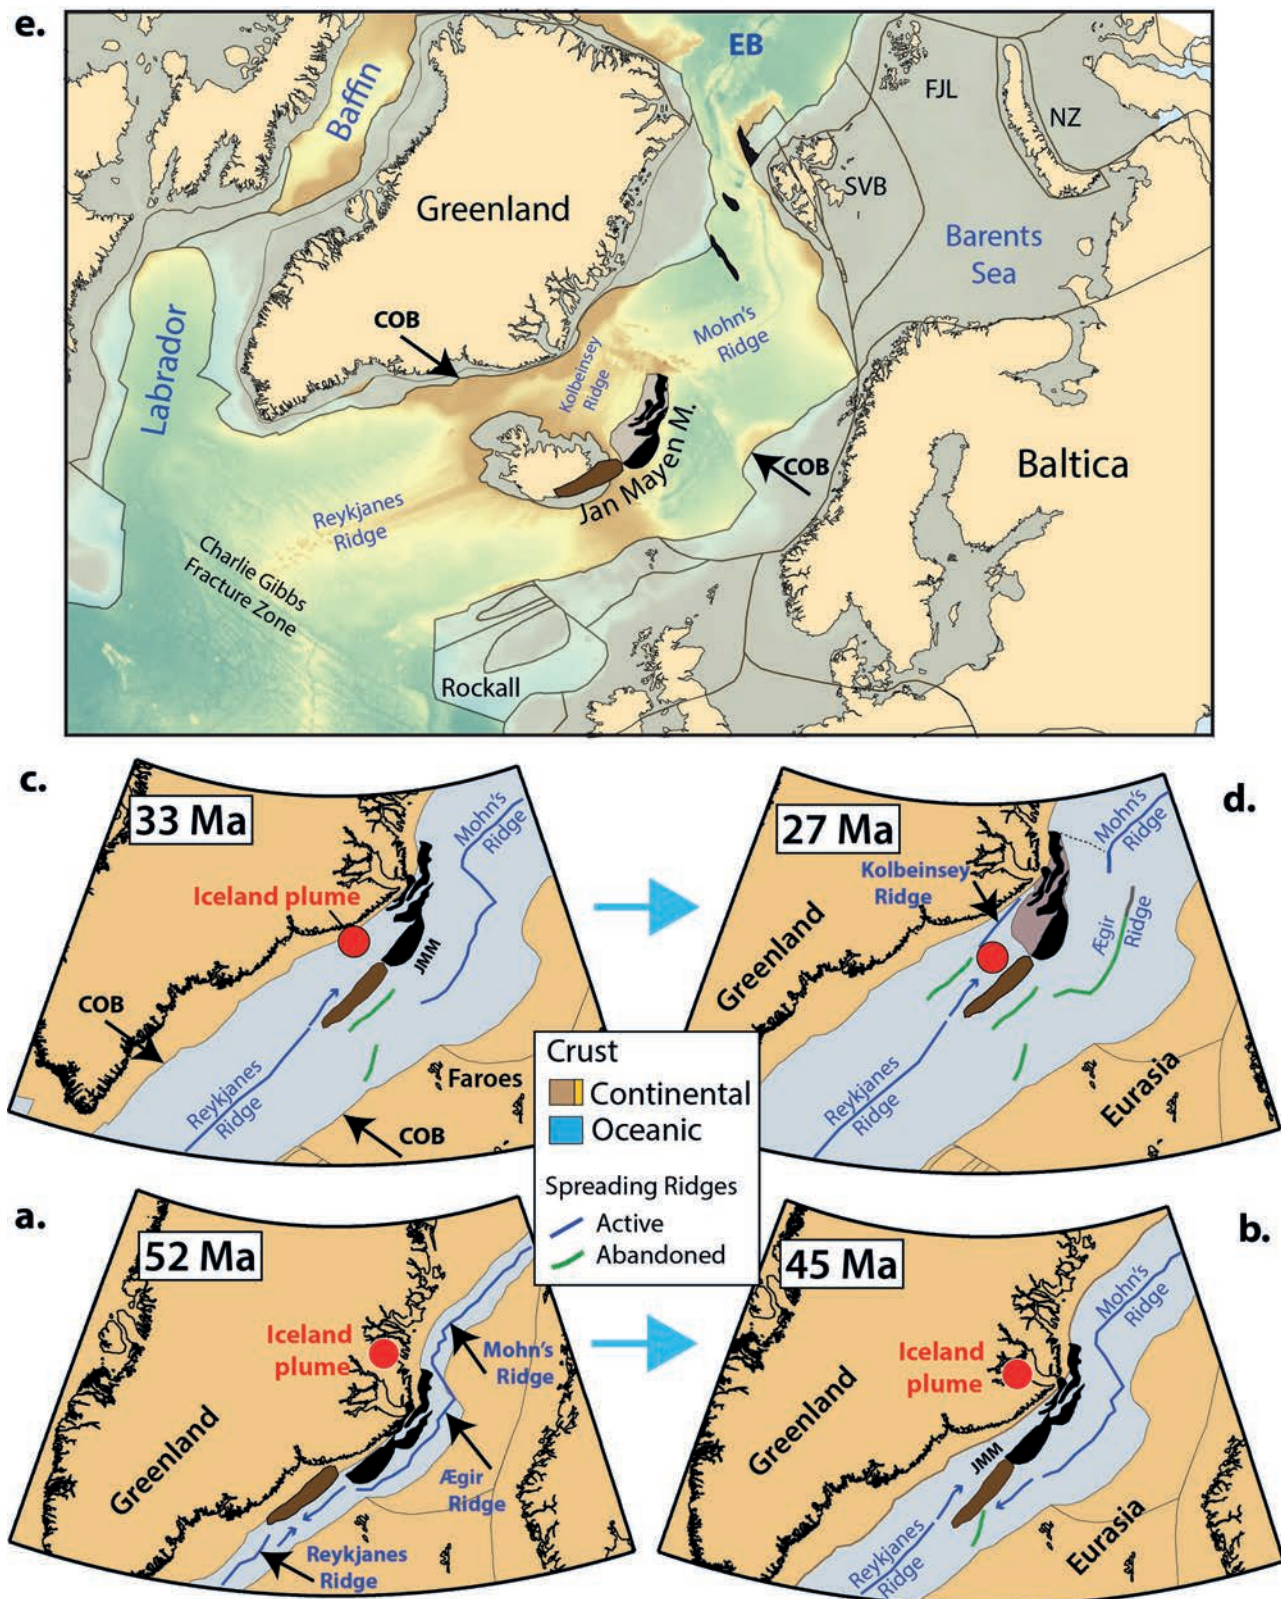 e.
EB
Baffin
FJL
NZ
Greenland
SVB
Barents
Sea
COB
Mohn's
Ridge
Kolbeinsey
Ridge
Labrador
Jan Mayen M.
COB
Baltica
Reykjanes
Ridge
Charlie Gibbs
Fracture Zone
Rockall
c.
33 Ma
Mohn's
Ridge
Iceland plume
JMM
COB
Reykjanes
Ridge
Faroes
COB
d.
27 Ma
Mohn's
Ridge
Kolbeinsey
Ridge
Greenland
Ægir
Ridge
Reykjanes
Ridge
Eurasia
Crust
Continental
Oceanic
Spreading Ridges
Active
Abandoned
a.
52 Ma
Iceland
plume
Mohn's
Ridge
Greenland
Ægir
Ridge
Reykjanes
Ridge
b.
45 Ma
Mohn's
Ridge
Iceland
plume
Greenland
JMM
Reykjanes
Ridge
Eurasia